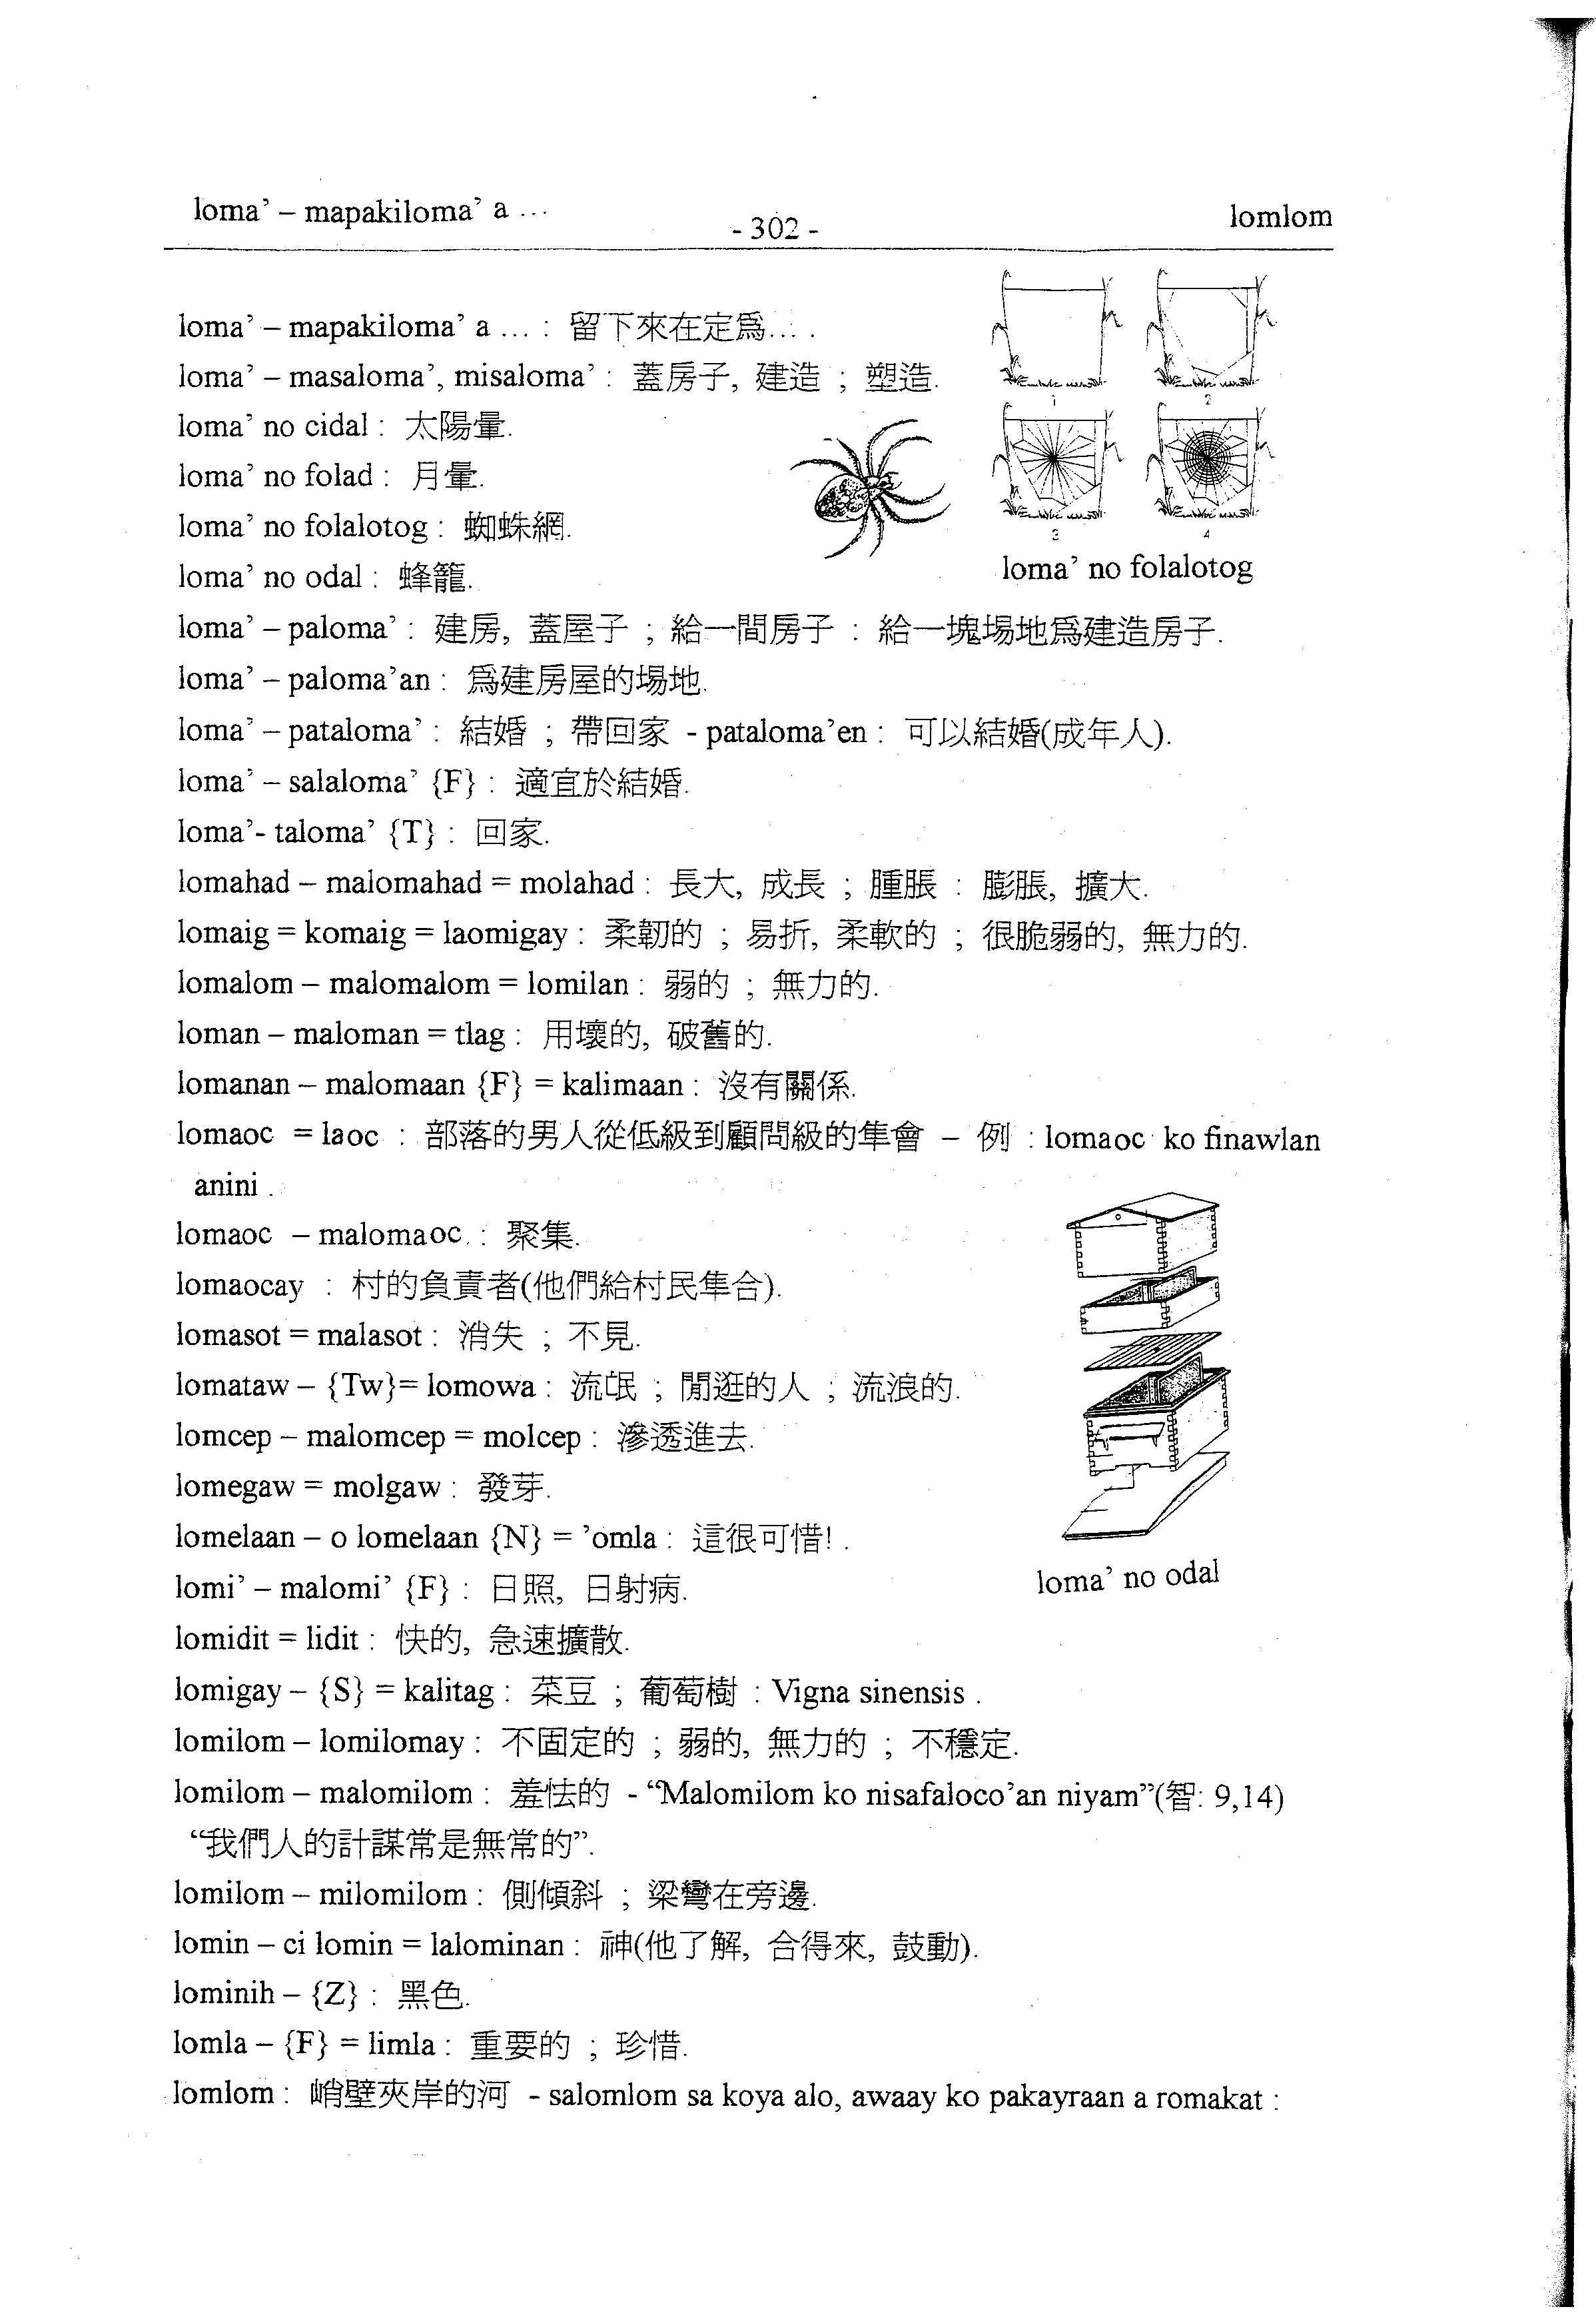 loma’ – mapakiloma’ a ...
- 302 -
lomlom
loma’ – mapakiloma’ a ... : 留下來在定爲... .
loma’ – masaloma’, misaloma’ : 蓋房子, 建造 ; 塑造.
loma’ no cidal : 太陽暈.
loma’ no folad : 月暈.
loma’ no folalotog : 蜘蛛網.
loma’ no odal : 蜂籠.
1
2
3
4
loma’ no folalotog
loma’ – paloma’ : 建房, 蓋屋子 ; 給一間房子 : 給一塊場地爲建造房子.
loma’ – paloma’an : 爲建房屋的場地.
loma’ – pataloma’ : 結婚 ; 帶回家 - pataloma’en : 可以結婚(成年人).
loma’ – salaloma’ {F} : 適宜於結婚.
loma’- taloma’ {T} : 回家.
lomahad – malomahad = molahad : 長大, 成長 ; 腫脹 : 膨脹, 擴大.
lomaig = komaig = laomigay : 柔韌的 ; 易折, 柔軟的 ; 很脆弱的, 無力的.
lomalom – malomalom = lomilan : 弱的 ; 無力的.
loman – maloman = tlag : 用壞的, 破舊的.
lomanan – malomaan {F} = kalimaan : 沒有關係.
lomaoc = laoc : 部落的男人從低級到顧問級的隼會 – 例 : lomaoc ko finawlan
anini .
lomaoc – malomaoc : 聚集.
lomaocay : 村的負責者(他們給村民隼合).
lomasot = malasot : 消失 ; 不見.
lomataw – {Tw}= lomowa : 流氓 ; 閒逛的人 ; 流浪的.
lomcep – malomcep = molcep : 滲透進去.
lomegaw = molgaw : 發芽.
lomelaan – o lomelaan {N} = ’omla : 這很可惜! .
lomi’ – malomi’ {F} : 日照, 日射病.
loma’ no odal
lomidit = lidit : 快的, 急速擴散.
lomigay – {S} = kalitag : 菜豆 ; 葡萄樹 : Vigna sinensis .
lomilom – lomilomay : 不固定的 ; 弱的, 無力的 ; 不穩定.
lomilom – malomilom : 羞怯的 - “Malomilom ko nisafaloco’an niyam”(智: 9,14)
“我們人的計謀常是無常的”.
lomilom – milomilom : 側傾斜 ; 梁彎在旁邊.
lomin – ci lomin = lalominan : 神(他了解, 合得來, 鼓動).
lominih – {Z} : 黑色.
lomla – {F} = limla : 重要的 ; 珍惜.
lomlom : 峭壁夾岸的河 - salomlom sa koya alo, awaay ko pakayraan a romakat :